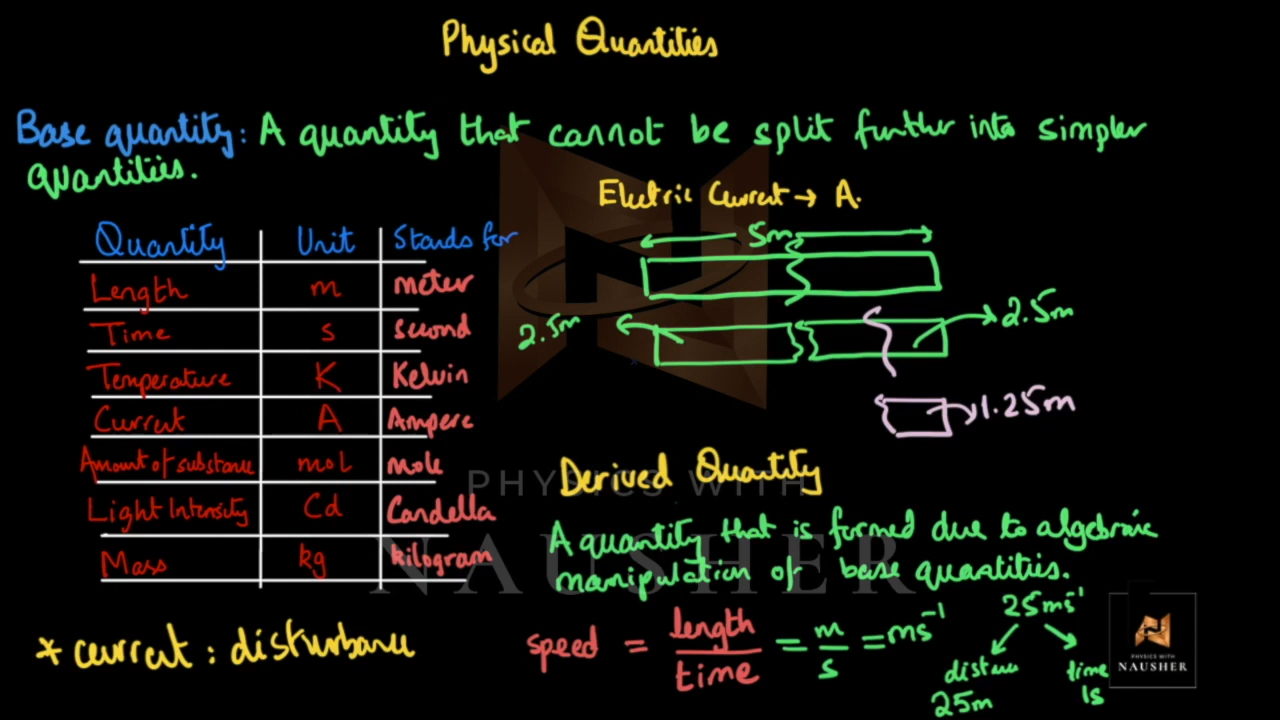 Physical Quantities
Base quantity: A quantity that cannot be split further into simpler
quantities.
Electric Current → A.
Quantity Unit Stands for
Length m meter
Time s second
Temperature K Kelvin
Current A Ampere
Amount of substance mol mole
Light Intensity Cd Candella
Mass kg kilogram
* current : disturbance
5m
2.5m
2.5m
1.25m
Derived Quantity
A quantity that is formed due to algebraic
manipulation of base quantities.
speed = length/time = m/s = ms⁻¹
25ms⁻¹
distance time
25m 1s
PHYSICS WITH
NAUSHER
PHYSICS WITH
NAUSHER